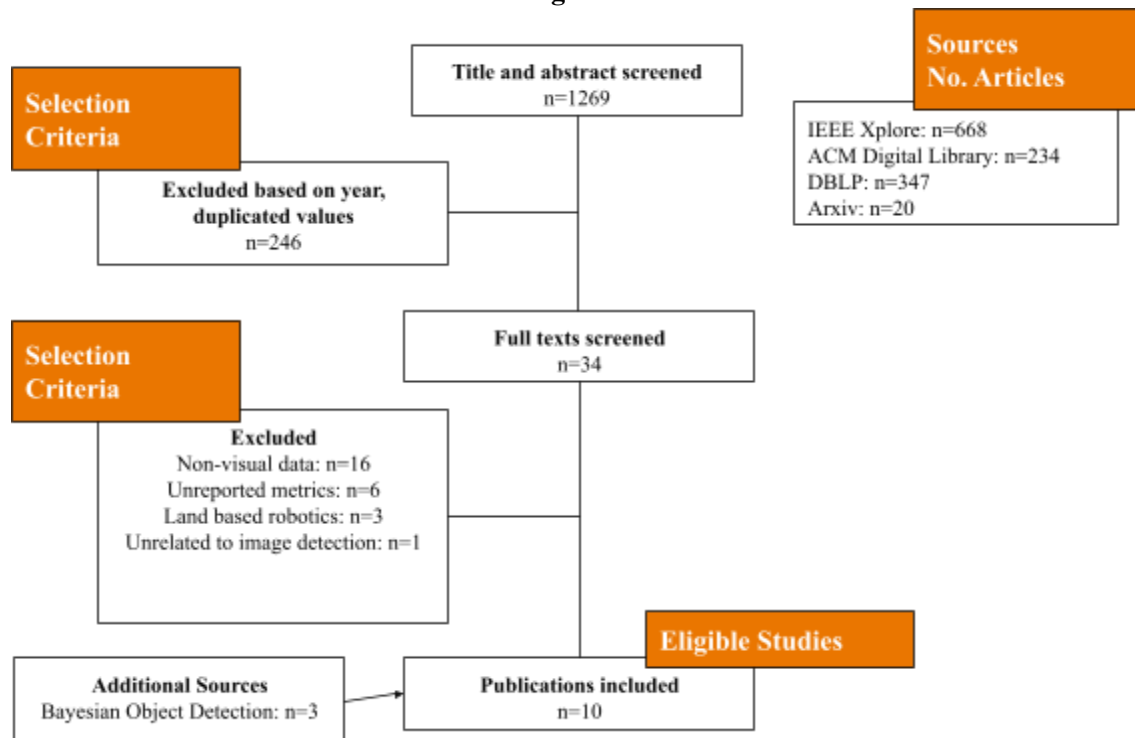 g
Title and abstract screened
n=1269
Sources
No. Articles
IEEE Xplore: n=668
ACM Digital Library: n=234
DBLP: n=347
Arxiv: n=20
Selection
Criteria
Excluded based on year,
duplicated values
n=246
Full texts screened
n=34
Selection
Criteria
Excluded
Non-visual data: n=16
Unreported metrics: n=6
Land based robotics: n=3
Unrelated to image detection: n=1
Eligible Studies
Additional Sources
Bayesian Object Detection: n=3
Publications included
n=10